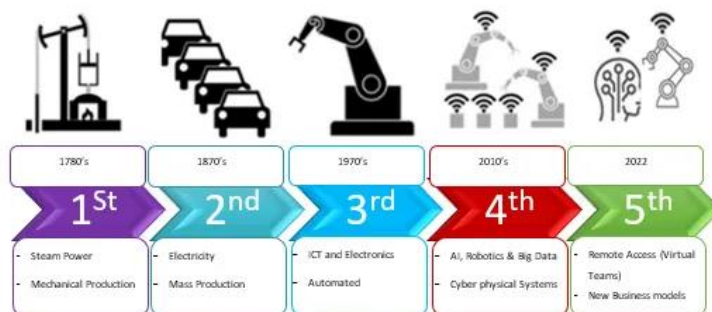 1780's
1870's
1970's
2010's
2022
1St
2nd
3rd
4th
5th
- Steam Power
- Mechanical Production
- Electricity
- Mass Production
- ICT and Electronics
- Automated
- AI, Robotics & Big Data
- Cyber physical Systems
- Remote Access (Virtual
Teams)
- New Business models